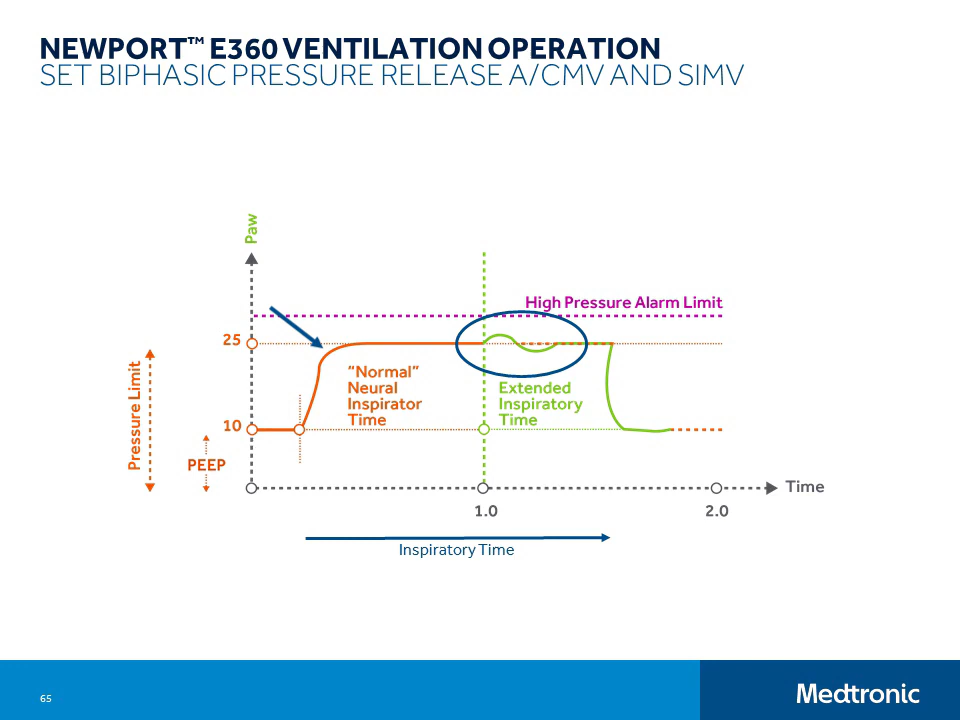 NEWPORT™ E360 VENTILATION OPERATION
SET BIPHASIC PRESSURE RELEASE A/CMV AND SIMV
Paw
High Pressure Alarm Limit
25
"Normal"
Neural
Inspirator
Time
Extended
Inspiratory
Time
Pressure Limit
10
PEEP
Time
1.0
2.0
Inspiratory Time
65
Medtronic